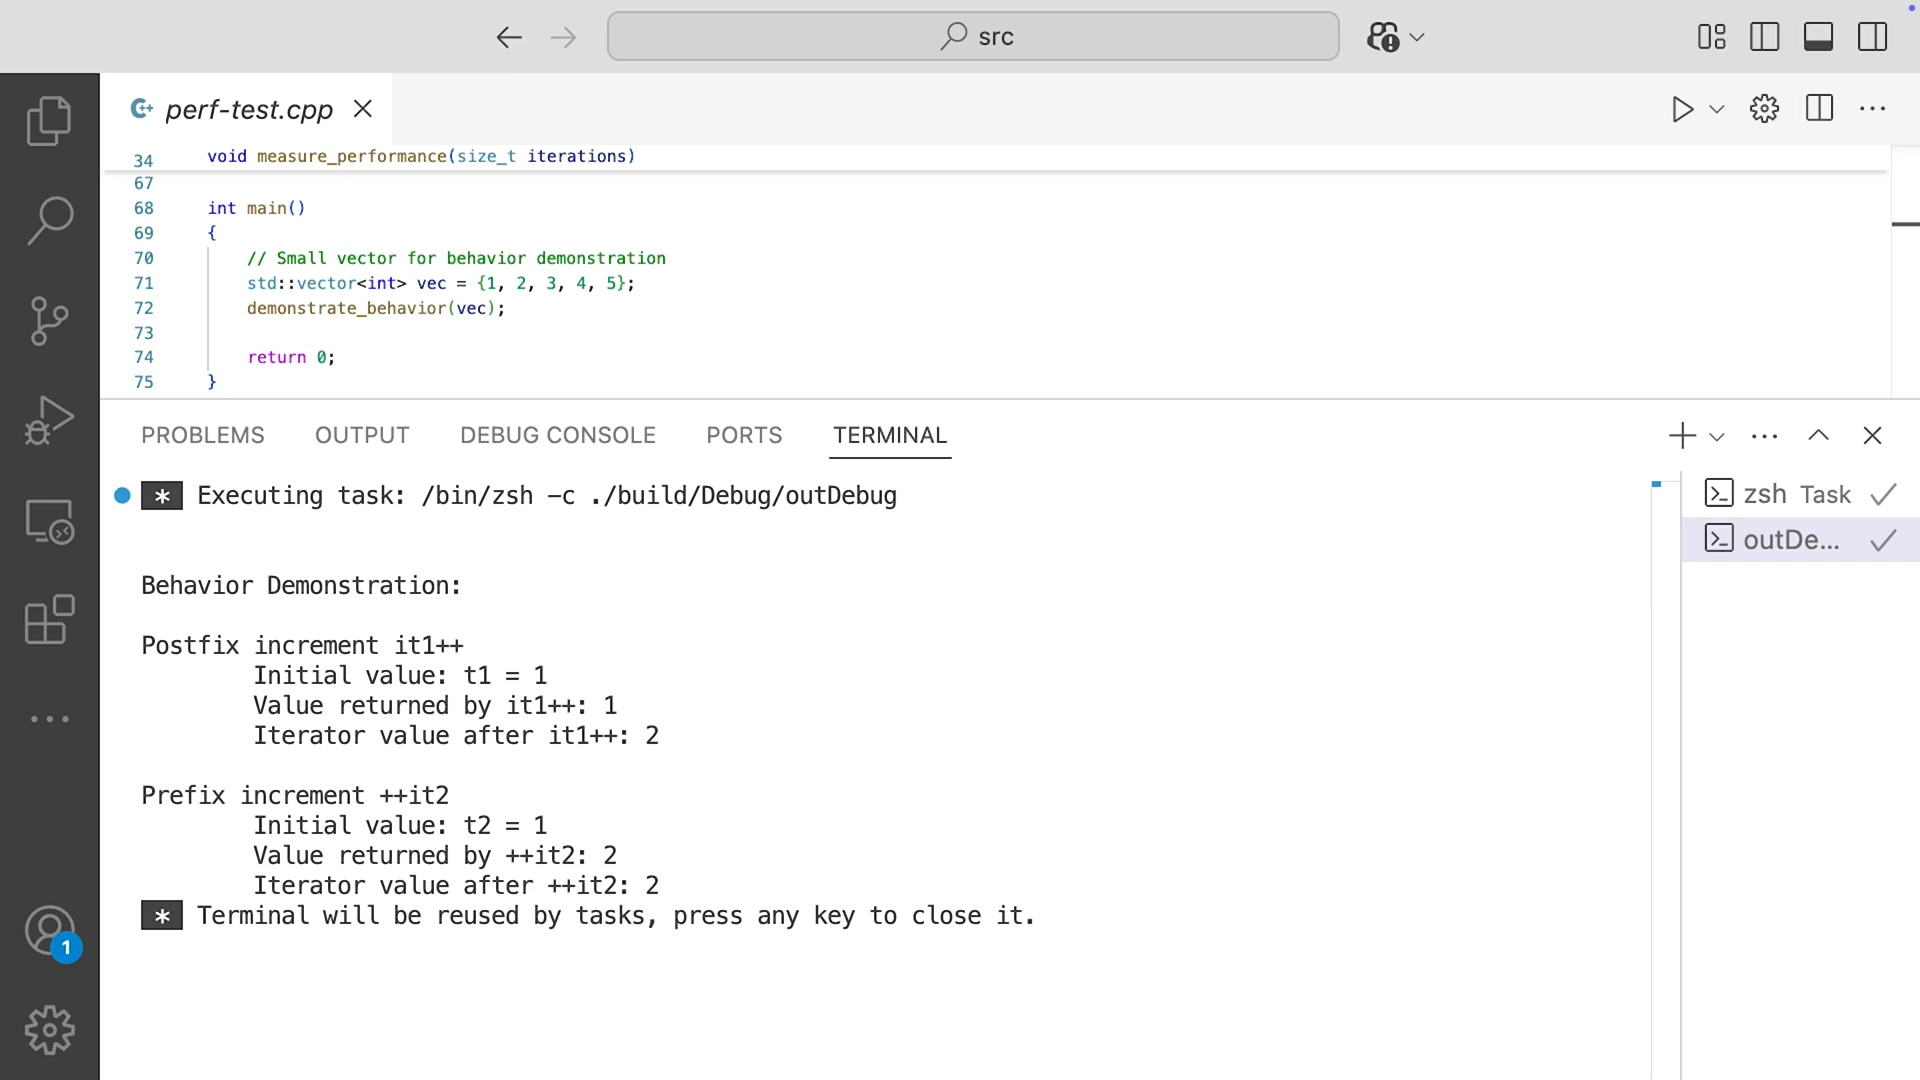 src
perf-test.cpp
34 void measure_performance(size_t iterations)
67
68 int main()
69 {
70 // Small vector for behavior demonstration
71 std::vector<int> vec = {1, 2, 3, 4, 5};
72 demonstrate_behavior(vec);
73
74 return 0;
75 }
PROBLEMS OUTPUT DEBUG CONSOLE PORTS TERMINAL
* Executing task: /bin/zsh -c ./build/Debug/outDebug
zsh Task
outDe...
Behavior Demonstration:
Postfix increment it1++
Initial value: t1 = 1
Value returned by it1++: 1
Iterator value after it1++: 2
Prefix increment ++it2
Initial value: t2 = 1
Value returned by ++it2: 2
Iterator value after ++it2: 2
* Terminal will be reused by tasks, press any key to close it.
1